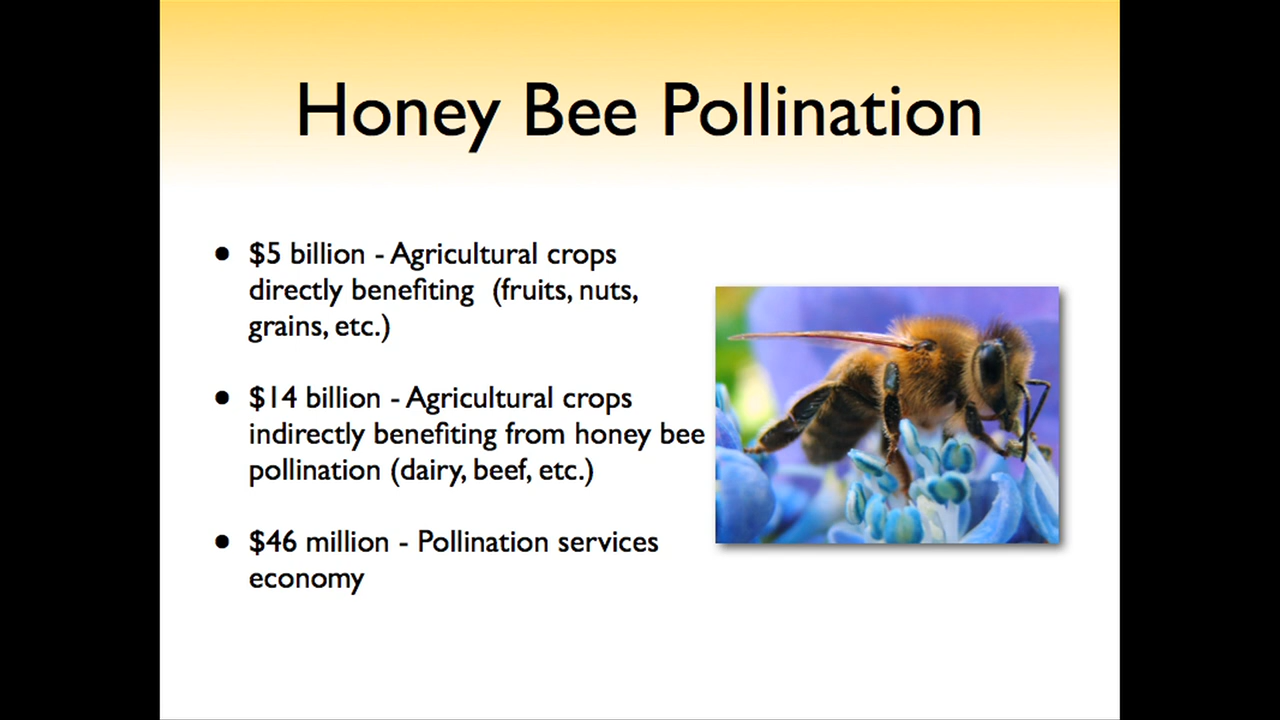 Honey Bee Pollination
• $5 billion - Agricultural crops
directly benefiting (fruits, nuts,
grains, etc.)
• $14 billion - Agricultural crops
indirectly benefiting from honey bee
pollination (dairy, beef, etc.)
• $46 million - Pollination services
economy